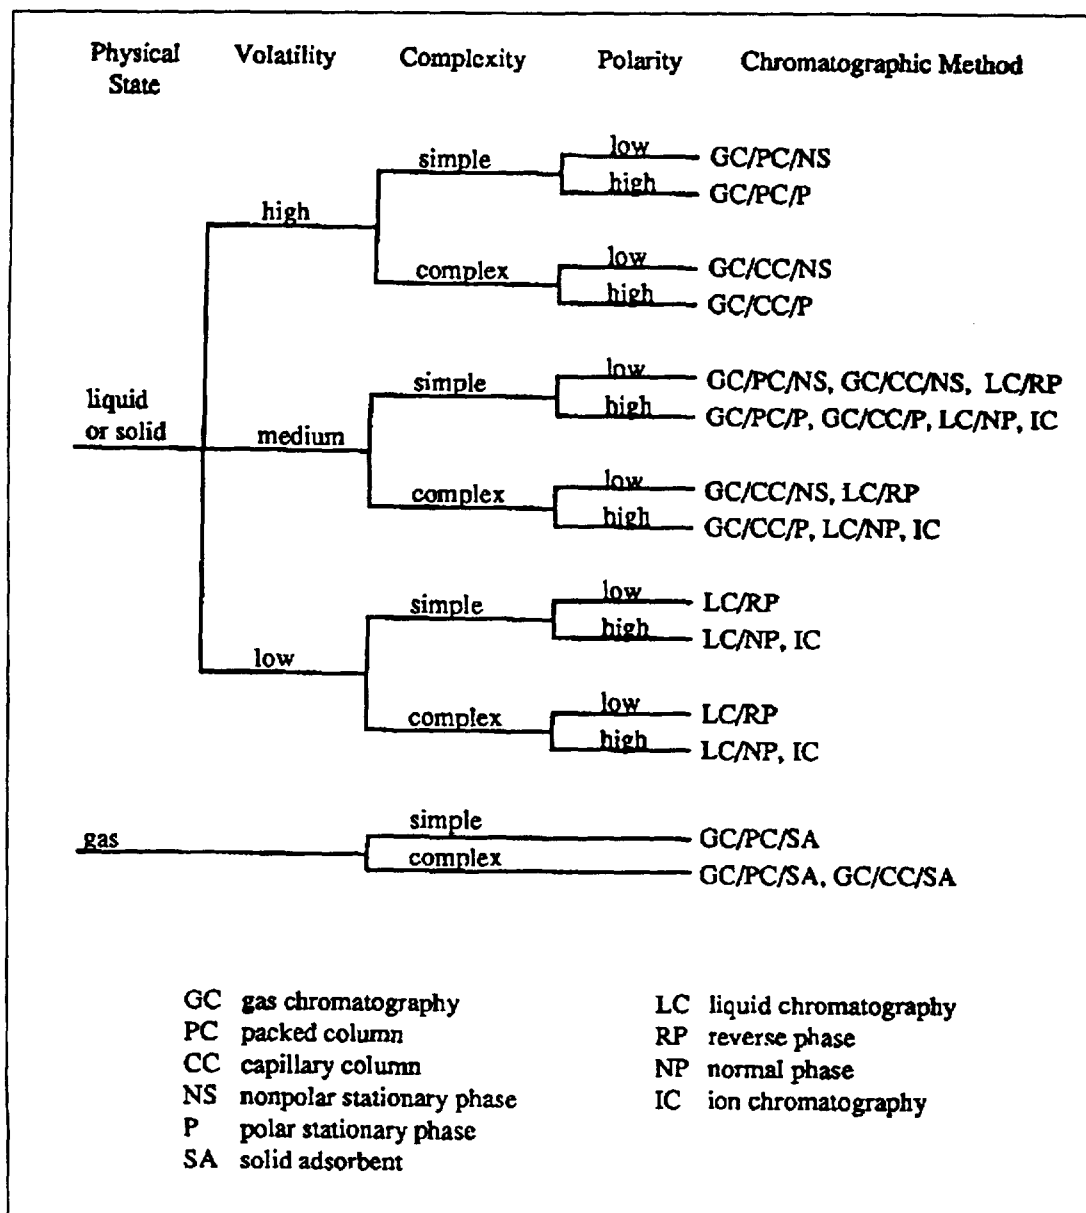 Physical State Volatility Complexity Polarity Chromatographic Method
simple low GC/PC/NS
high GC/PC/P
high
complex low GC/CC/NS
high GC/CC/P
simple low GC/PC/NS, GC/CC/NS, LC/RP
high GC/PC/P, GC/CC/P, LC/NP, IC
liquid
or solid medium
complex low GC/CC/NS, LC/RP
high GC/CC/P, LC/NP, IC
simple low LC/RP
high LC/NP, IC
low
complex low LC/RP
high LC/NP, IC
simple GC/PC/SA
gas
complex GC/PC/SA, GC/CC/SA
GC gas chromatography
PC packed column
CC capillary column
NS nonpolar stationary phase
P polar stationary phase
SA solid adsorbent
LC liquid chromatography
RP reverse phase
NP normal phase
IC ion chromatography